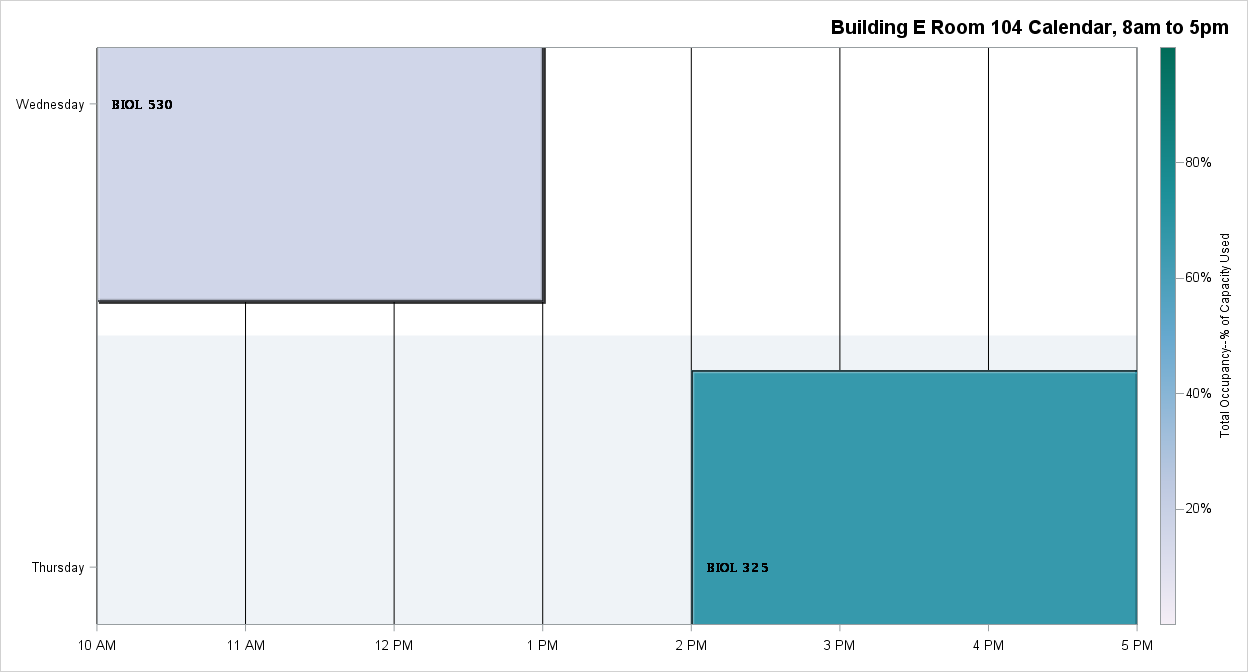 Building E Room 104 Calendar, 8am to 5pm
Wednesday
BIOL 530
Thursday
BIOL 325
10 AM
11 AM
12 PM
1 PM
2 PM
3 PM
4 PM
5 PM
80%
60%
40%
20%
Total Occupancy--% of Capacity Used